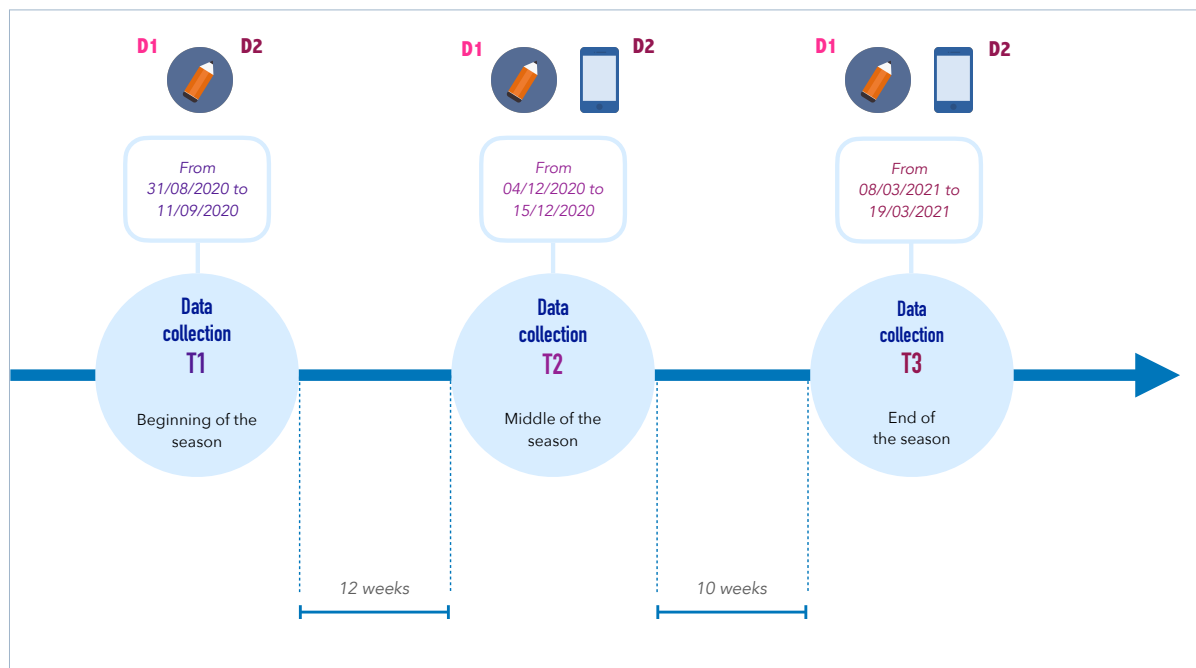 D1
D2
From
31/08/2020 to
11/09/2020
Data
collection
T1
Beginning of the
season
12 weeks
D1
D2
From
04/12/2020 to
15/12/2020
Data
collection
T2
Middle of the
season
10 weeks
D1
D2
From
08/03/2021 to
19/03/2021
Data
collection
T3
End of
the season